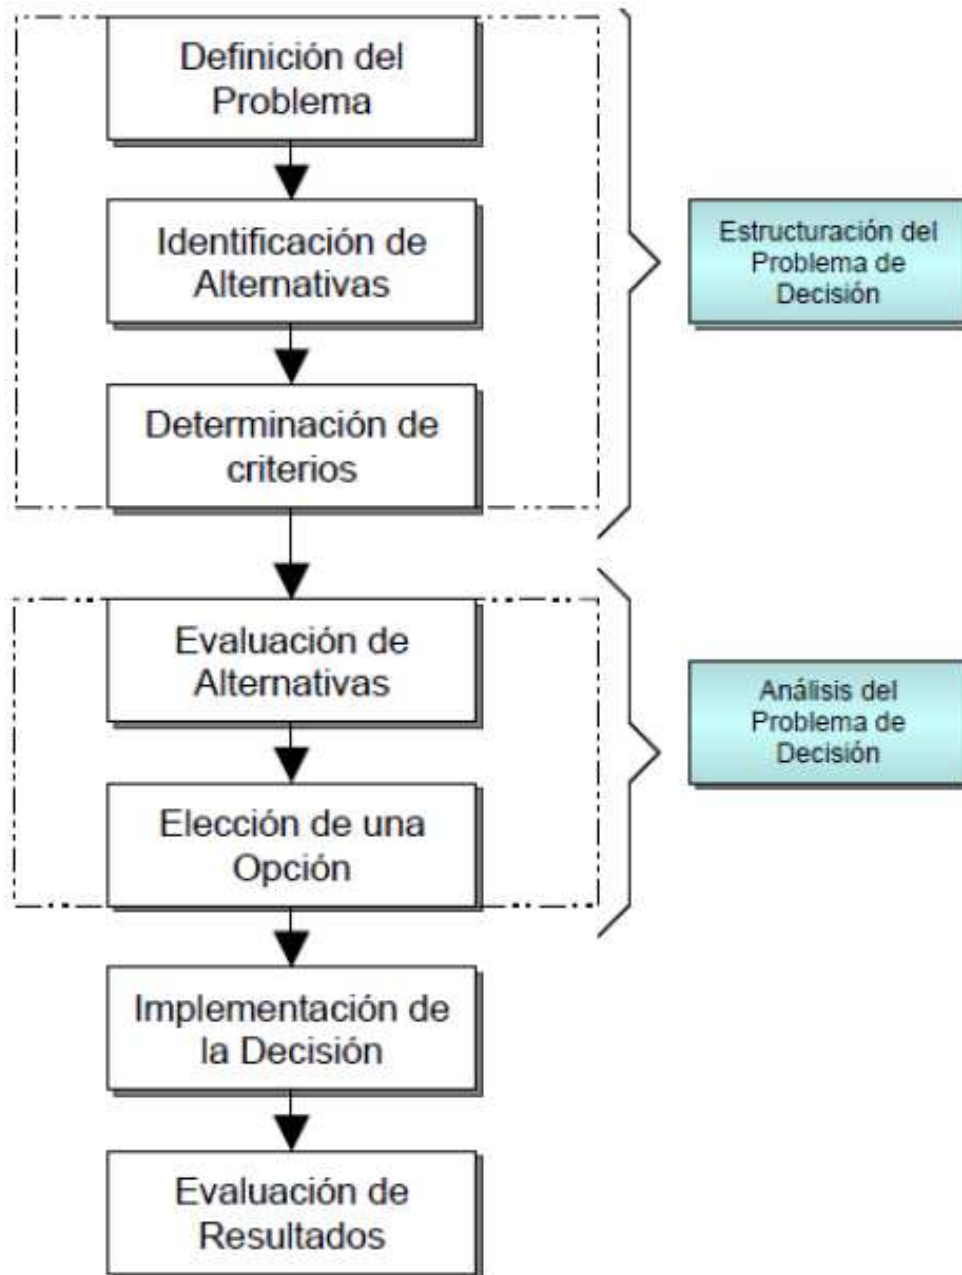 Definición del
Problema
Identificación de
Alternativas
Estructuración del
Problema de
Decisión
Determinación de
criterios
Evaluación de
Alternativas
Análisis del
Problema de
Decisión
Elección de una
Opción
Implementación de
la Decisión
Evaluación de
Resultados